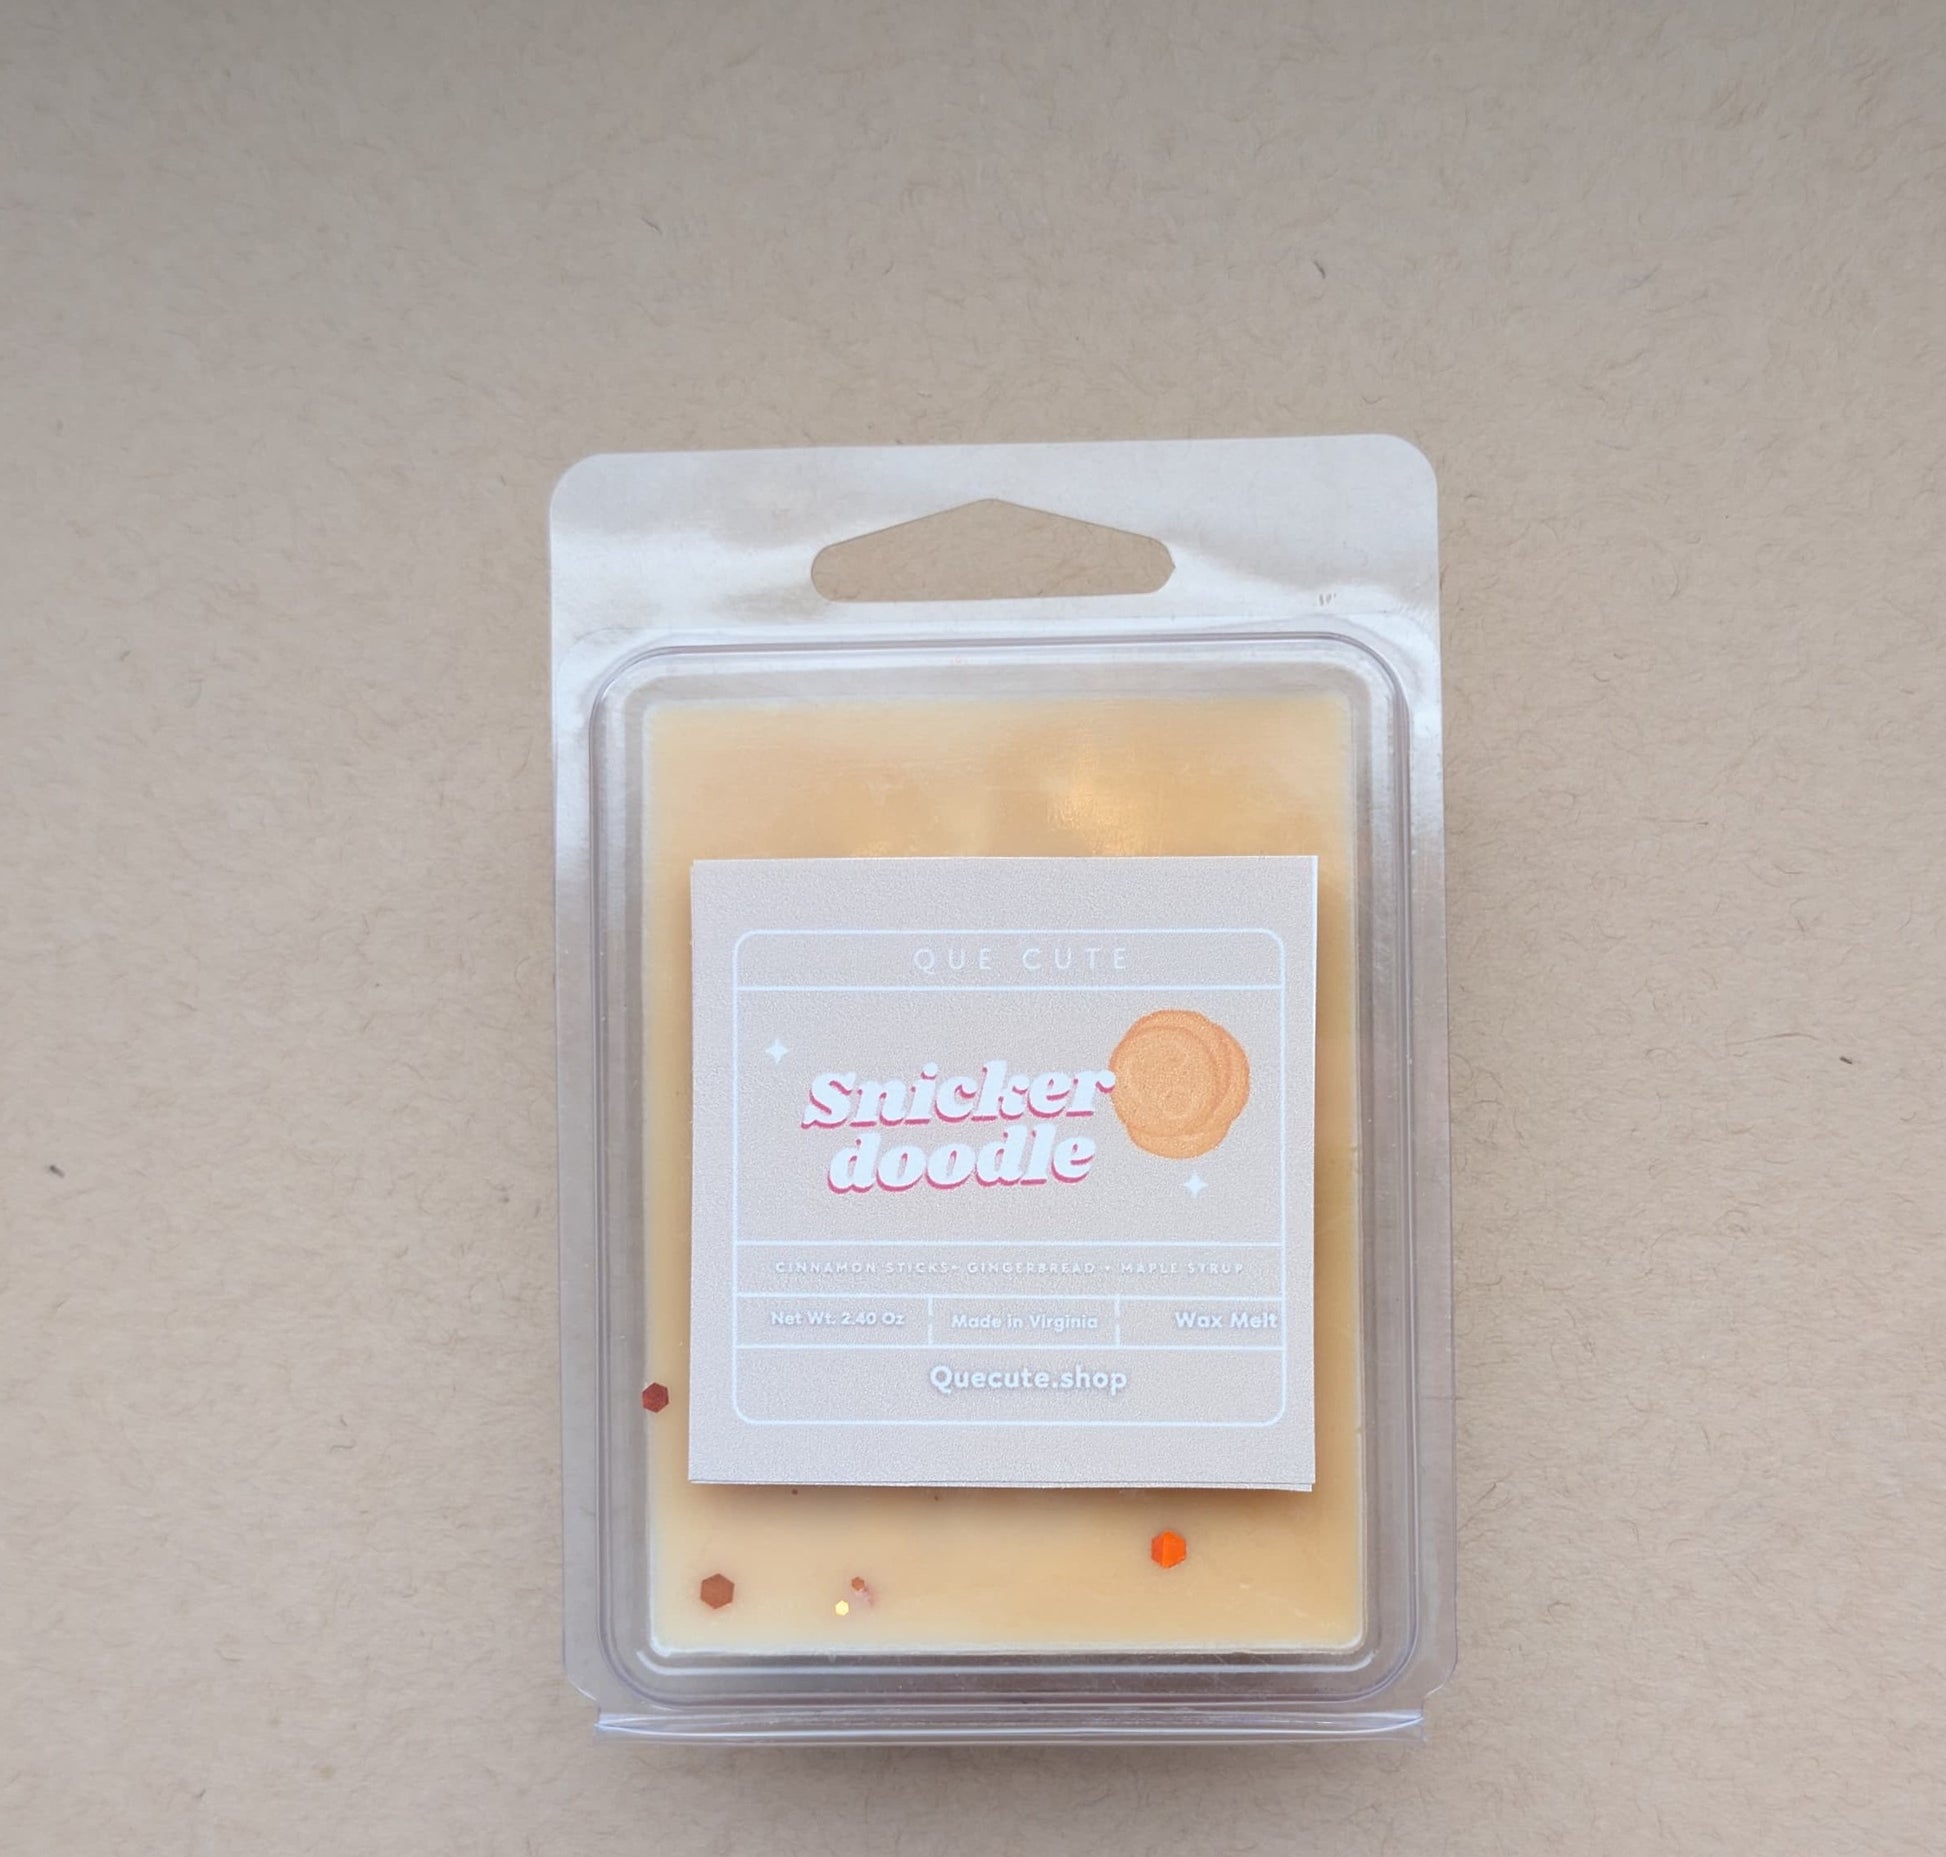 QUE CUTE
Snicker
doodle
CINNAMON STICKS• GINGERBREAD • MAPLE SYRUP
Net Wt. 2.40 Oz
Made in Virginia
Wax Melt
Quecute.shop